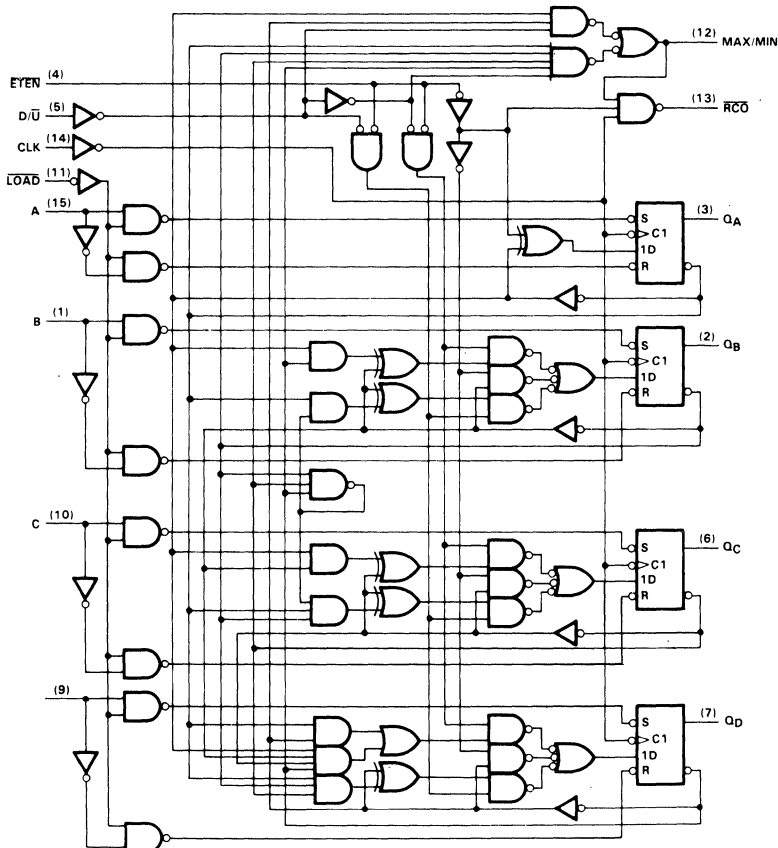 (12) MAX/MIN
EYEN (4)
D/U (5)
(13) RCO
CLK (14)
LOAD (11)
A (15)
S
C1
1D
R
(3) QA
B (1)
S
C1
1D
R
(2) QB
C (10)
S
C1
1D
R
(6) QC
(9)
S
C1
1D
R
(7) QD